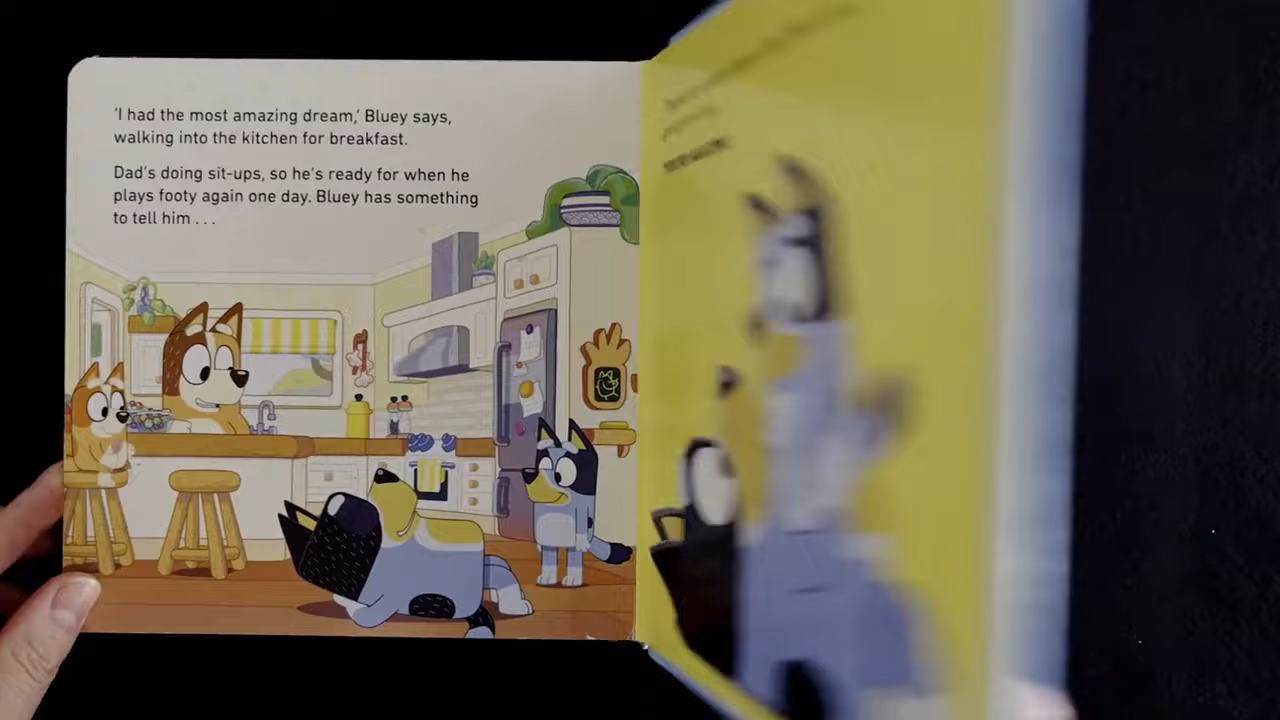 'I had the most amazing dream,' Bluey says,
walking into the kitchen for breakfast.
Dad's doing sit-ups, so he's ready for when he
plays footy again one day. Bluey has something
to tell him . . .